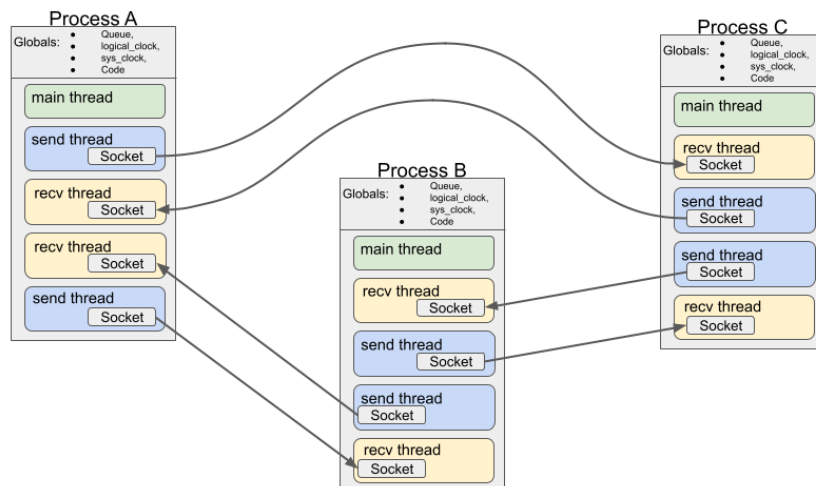 Process A
Globals:
● Queue,
● logical_clock,
● sys_clock,
● Code
main thread
send thread
Socket
recv thread
Socket
recv thread
Socket
send thread
Socket
Process B
Globals:
● Queue,
● logical_clock,
● sys_clock,
● Code
main thread
recv thread
Socket
send thread
Socket
send thread
Socket
recv thread
Socket
Process C
Globals:
● Queue,
● logical_clock,
● sys_clock,
● Code
main thread
recv thread
Socket
send thread
Socket
send thread
Socket
recv thread
Socket